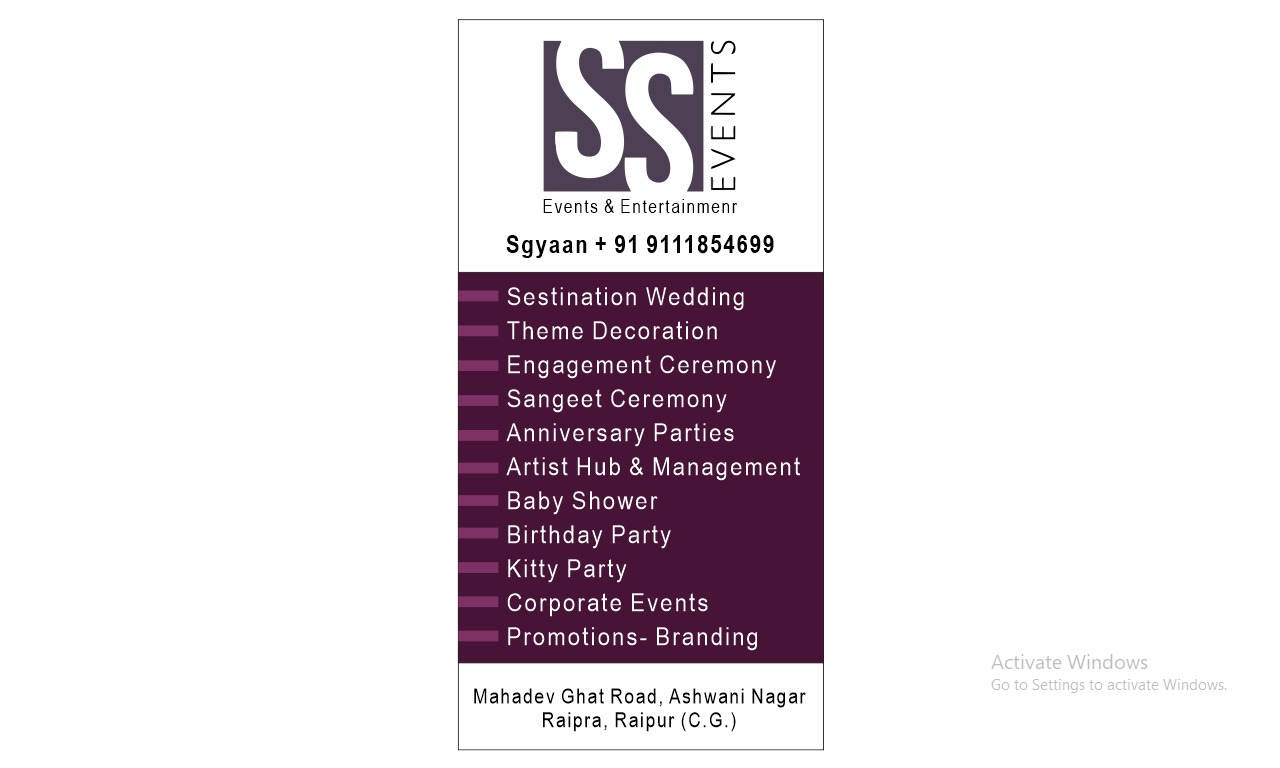 SS
EVENTS
Events & Entertainmenr
Sgyaan + 91 9111854699
Sestination Wedding
Theme Decoration
Engagement Ceremony
Sangeet Ceremony
Anniversary Parties
Artist Hub & Management
Baby Shower
Birthday Party
Kitty Party
Corporate Events
Promotions- Branding
Mahadev Ghat Road, Ashwani Nagar
Raipra, Raipur (C.G.)
Activate Windows
Go to Settings to activate Windows.